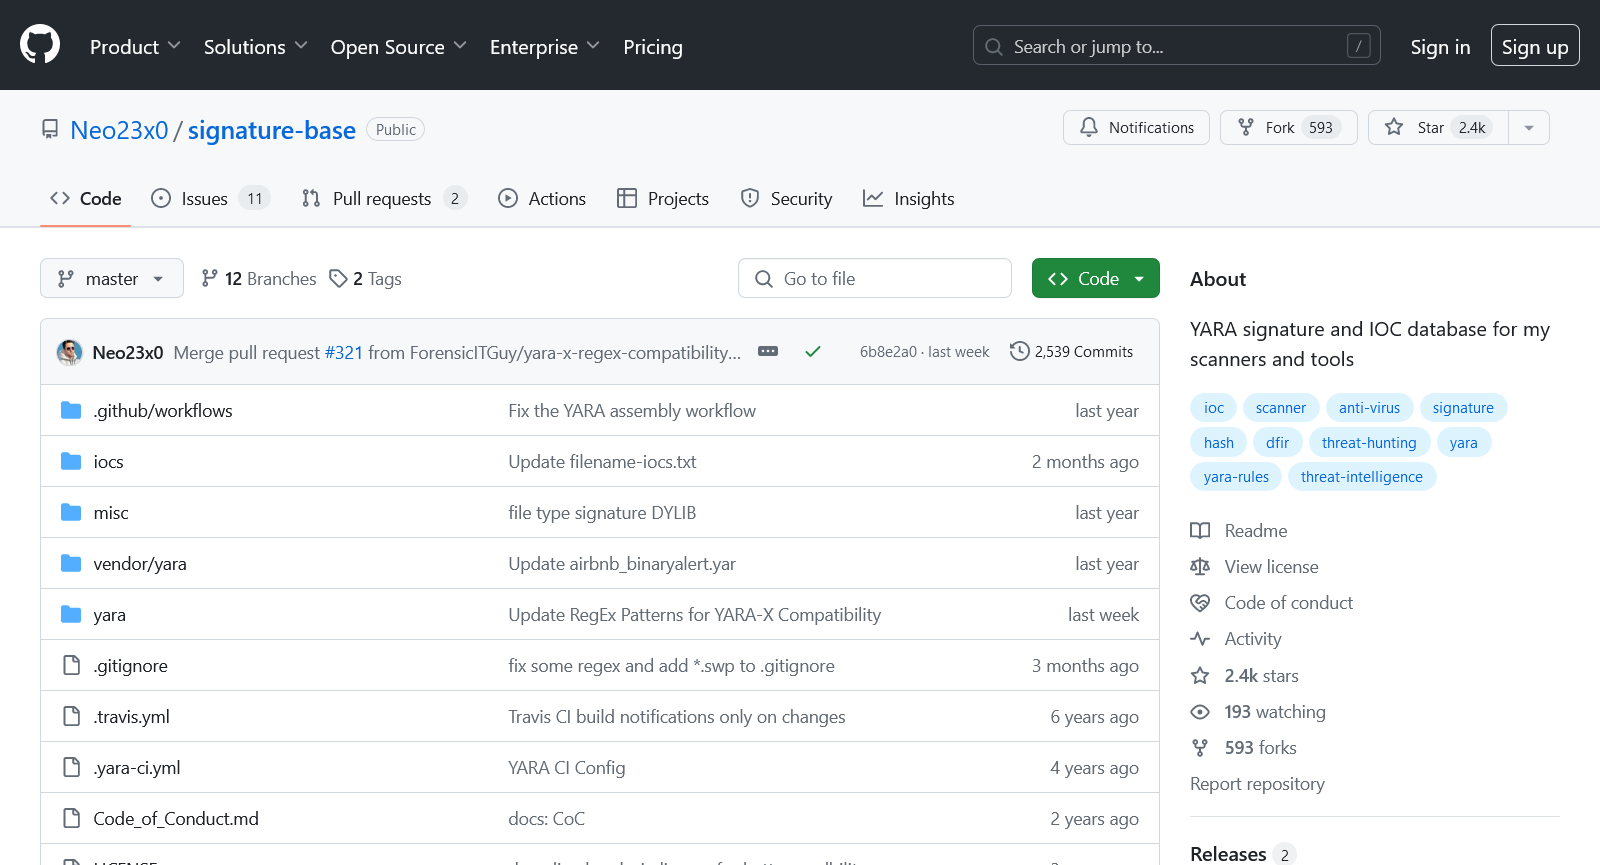 Product Solutions Open Source Enterprise Pricing Search or jump to... / Sign in Sign up
Neo23x0 / signature-base Public Notifications Fork 593 Star 2.4k
Code Issues 11 Pull requests 2 Actions Projects Security Insights
master 12 Branches 2 Tags Go to file Code
Neo23x0 Merge pull request #321 from ForensicITGuy/yara-x-regex-compatibility... 6b8e2a0 · last week 2,539 Commits
.github/workflows Fix the YARA assembly workflow last year
iocs Update filename-iocs.txt 2 months ago
misc file type signature DYLIB last year
vendor/yara Update airbnb_binaryalert.yar last year
yara Update RegEx Patterns for YARA-X Compatibility last week
.gitignore fix some regex and add *.swp to .gitignore 3 months ago
.travis.yml Travis CI build notifications only on changes 6 years ago
.yara-ci.yml YARA CI Config 4 years ago
Code_of_Conduct.md docs: CoC 2 years ago
About
YARA signature and IOC database for my
scanners and tools
ioc scanner anti-virus signature
hash dfir threat-hunting yara
yara-rules threat-intelligence
Readme
View license
Code of conduct
Activity
2.4k stars
193 watching
593 forks
Report repository
Releases 2